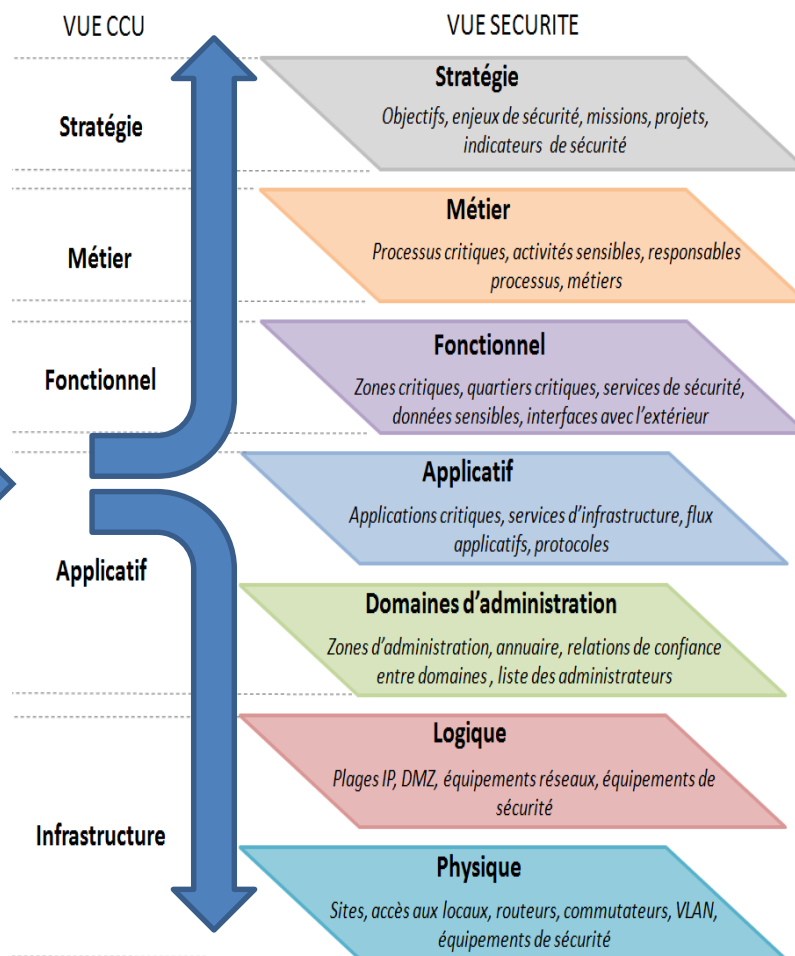 VUE CCU
VUE SECURITE
Stratégie
Stratégie
Objectifs, enjeux de sécurité, missions, projets,
indicateurs de sécurité
Métier
Métier
Processus critiques, activités sensibles, responsables
processus, métiers
Fonctionnel
Fonctionnel
Zones critiques, quartiers critiques, services de sécurité,
données sensibles, interfaces avec l'extérieur
Applicatif
Applicatif
Applications critiques, services d'infrastructure, flux
applicatifs, protocoles
Domaines d'administration
Zones d'administration, annuaire, relations de confiance
entre domaines , liste des administrateurs
Infrastructure
Logique
Plages IP, DMZ, équipements réseaux, équipements de
sécurité
Physique
Sites, accès aux locaux, routeurs, commutateurs, VLAN,
équipements de sécurité